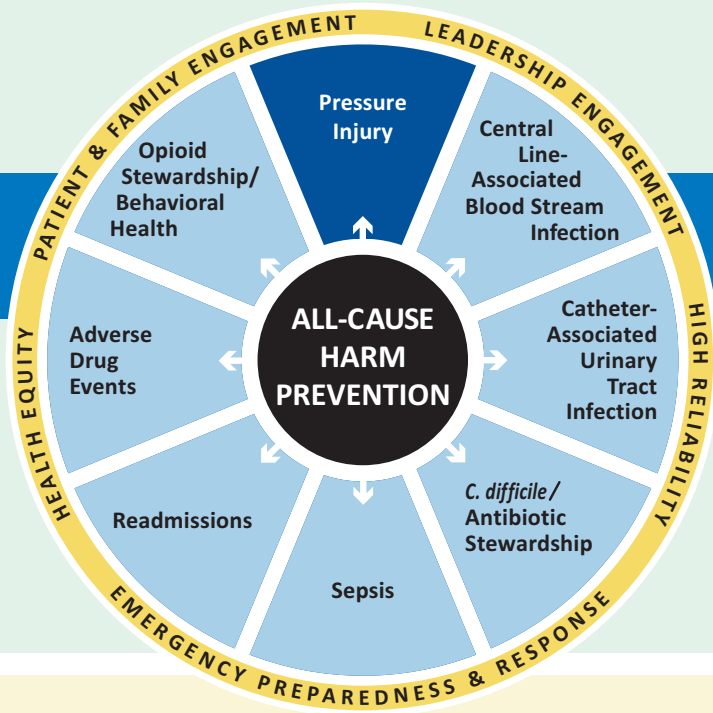 PATIENT & FAMILY ENGAGEMENT
LEADERSHIP ENGAGEMENT
HIGH RELIABILITY
EMERGENCY PREPAREDNESS & RESPONSE
HEALTH EQUITY
Pressure
Injury
Central
Line-
Associated
Blood Stream
Infection
Catheter-
Associated
Urinary
Tract
Infection
C. difficile/
Antibiotic
Stewardship
Sepsis
Readmissions
Adverse
Drug
Events
Opioid
Stewardship/
Behavioral
Health
ALL-CAUSE
HARM
PREVENTION